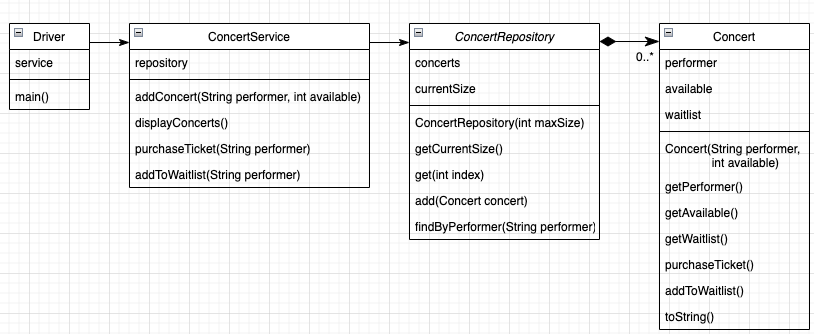 Driver
service
main()
ConcertService
repository
addConcert(String performer, int available)
displayConcerts()
purchaseTicket(String performer)
addToWaitlist(String performer)
ConcertRepository
concerts
currentSize
ConcertRepository(int maxSize)
getCurrentSize()
get(int index)
add(Concert concert)
findByPerformer(String performer)
0..*
Concert
performer
available
waitlist
Concert(String performer,
int available)
getPerformer()
getAvailable()
getWaitlist()
purchaseTicket()
addToWaitlist()
toString()